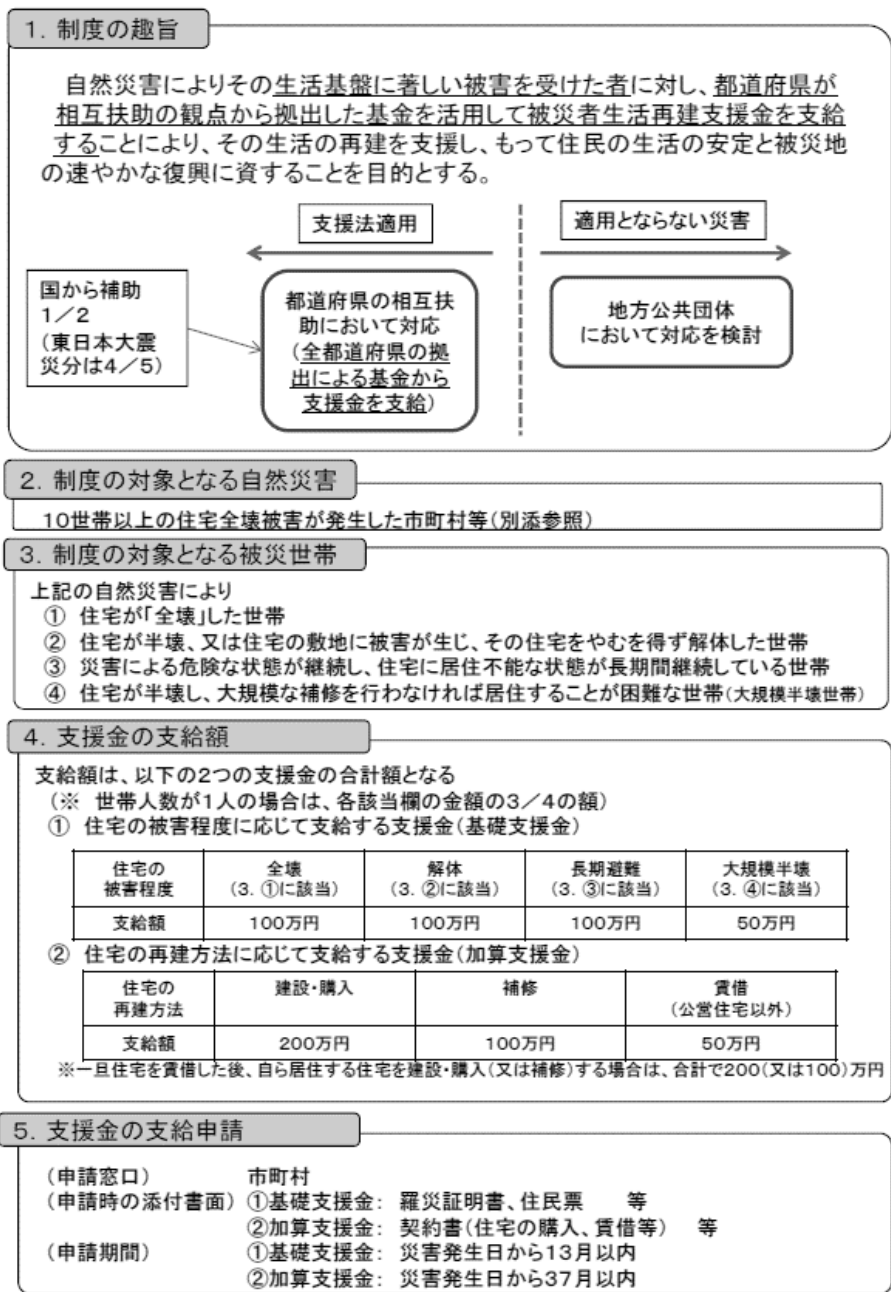 1．制度の趣旨
自然災害によりその生活基盤に著しい被害を受けた者に対し、都道府県が
相互扶助の観点から拠出した基金を活用して被災者生活再建支援金を支給
することにより、その生活の再建を支援し、もって住民の生活の安定と被災地
の速やかな復興に資することを目的とする。
支援法適用
適用とならない災害
国から補助
1／2
(東日本大震
災分は4／5)
都道府県の相互扶
助において対応
(全都道府県の拠
出による基金から
支援金を支給)
地方公共団体
において対応を検討
2．制度の対象となる自然災害
10世帯以上の住宅全壊被害が発生した市町村等(別添参照)
3．制度の対象となる被災世帯
上記の自然災害により
① 住宅が「全壊」した世帯
② 住宅が半壊、又は住宅の敷地に被害が生じ、その住宅をやむを得ず解体した世帯
③ 災害による危険な状態が継続し、住宅に居住不能な状態が長期間継続している世帯
④ 住宅が半壊し、大規模な補修を行わなければ居住することが困難な世帯(大規模半壊世帯)
4．支援金の支給額
支給額は、以下の2つの支援金の合計額となる
(※ 世帯人数が1人の場合は、各該当欄の金額の3／4の額)
① 住宅の被害程度に応じて支給する支援金(基礎支援金)
住宅の 全壊 解体 長期避難 大規模半壊
被害程度 (3．①に該当) (3．②に該当) (3．③に該当) (3．④に該当)
支給額 100万円 100万円 100万円 50万円
② 住宅の再建方法に応じて支給する支援金(加算支援金)
住宅の 建設・購入 補修 賃借
再建方法 (公営住宅以外)
支給額 200万円 100万円 50万円
※一旦住宅を賃借した後、自ら居住する住宅を建設・購入(又は補修)する場合は、合計で200(又は100)万円
5．支援金の支給申請
(申請窓口) 市町村
(申請時の添付書面) ①基礎支援金： 罹災証明書、住民票 等
②加算支援金： 契約書(住宅の購入、賃借等) 等
(申請期間) ①基礎支援金： 災害発生日から13月以内
②加算支援金： 災害発生日から37月以内